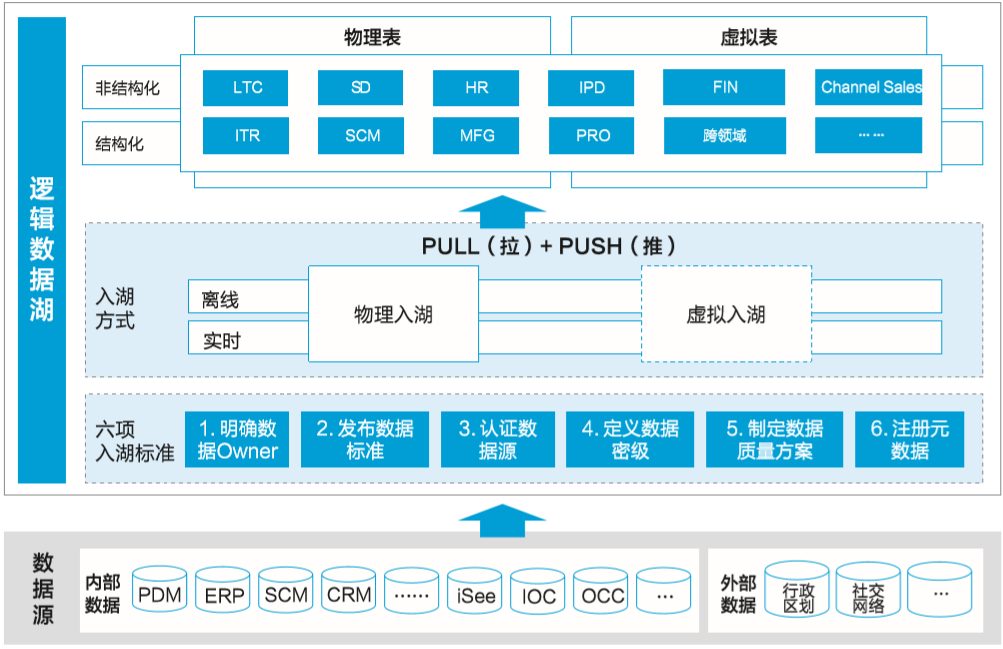 逻辑数据湖
物理表
虚拟表
非结构化
LTC
SD
HR
IPD
FIN
Channel Sales
结构化
ITR
SCM
MFG
PRO
跨领域
……
PULL（拉）+ PUSH（推）
入湖
方式
离线
实时
物理入湖
虚拟入湖
六项
入湖标准
1. 明确数
据Owner
2. 发布数据
标准
3. 认证数
据源
4. 定义数据
密级
5. 制定数据
质量方案
6. 注册元
数据
数据源
内部
数据
PDM
ERP
SCM
CRM
……
iSee
IOC
OCC
…
外部
数据
行政
区划
社交
网络
…